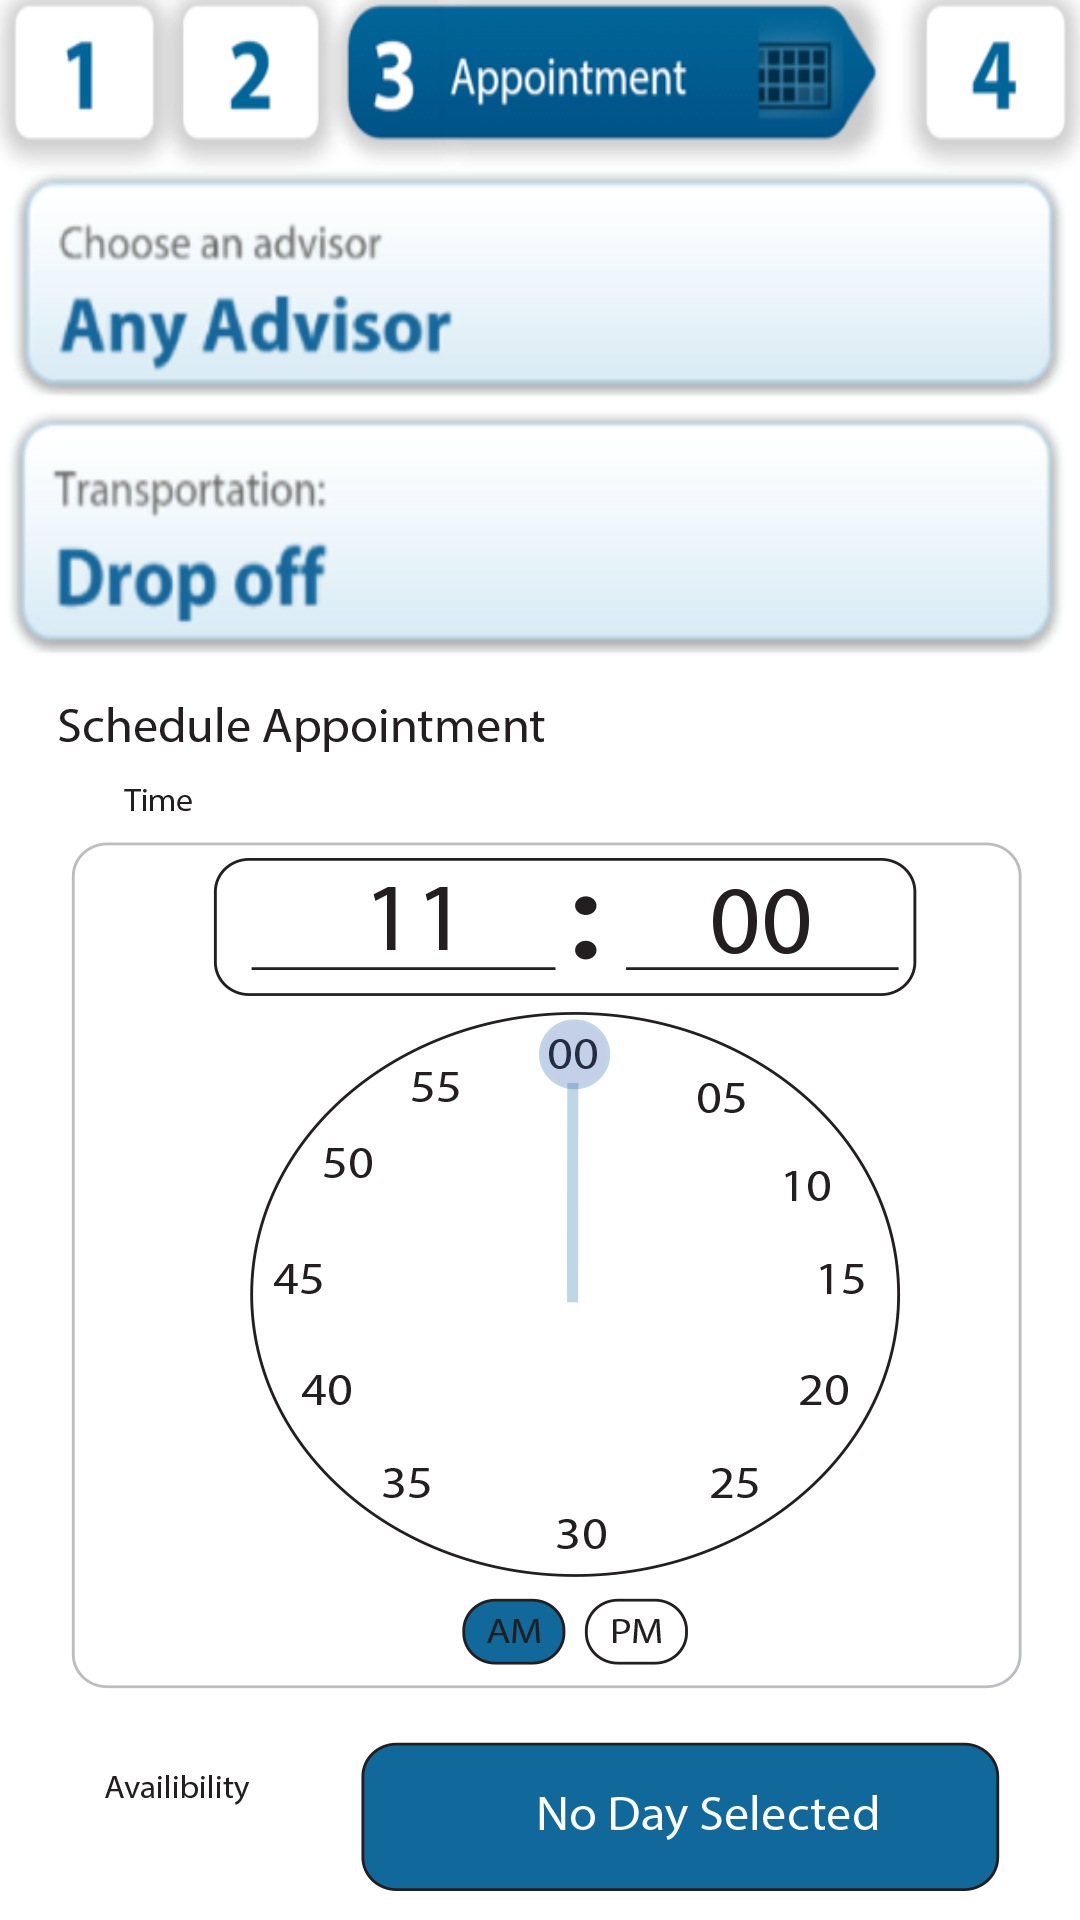 1 2 3 Appointment 4
Choose an advisor
Any Advisor
Transportation:
Drop off
Schedule Appointment
Time
11 : 00
00
55 05
50 10
45 15
40 20
35 25
30
AM PM
Availibility
No Day Selected